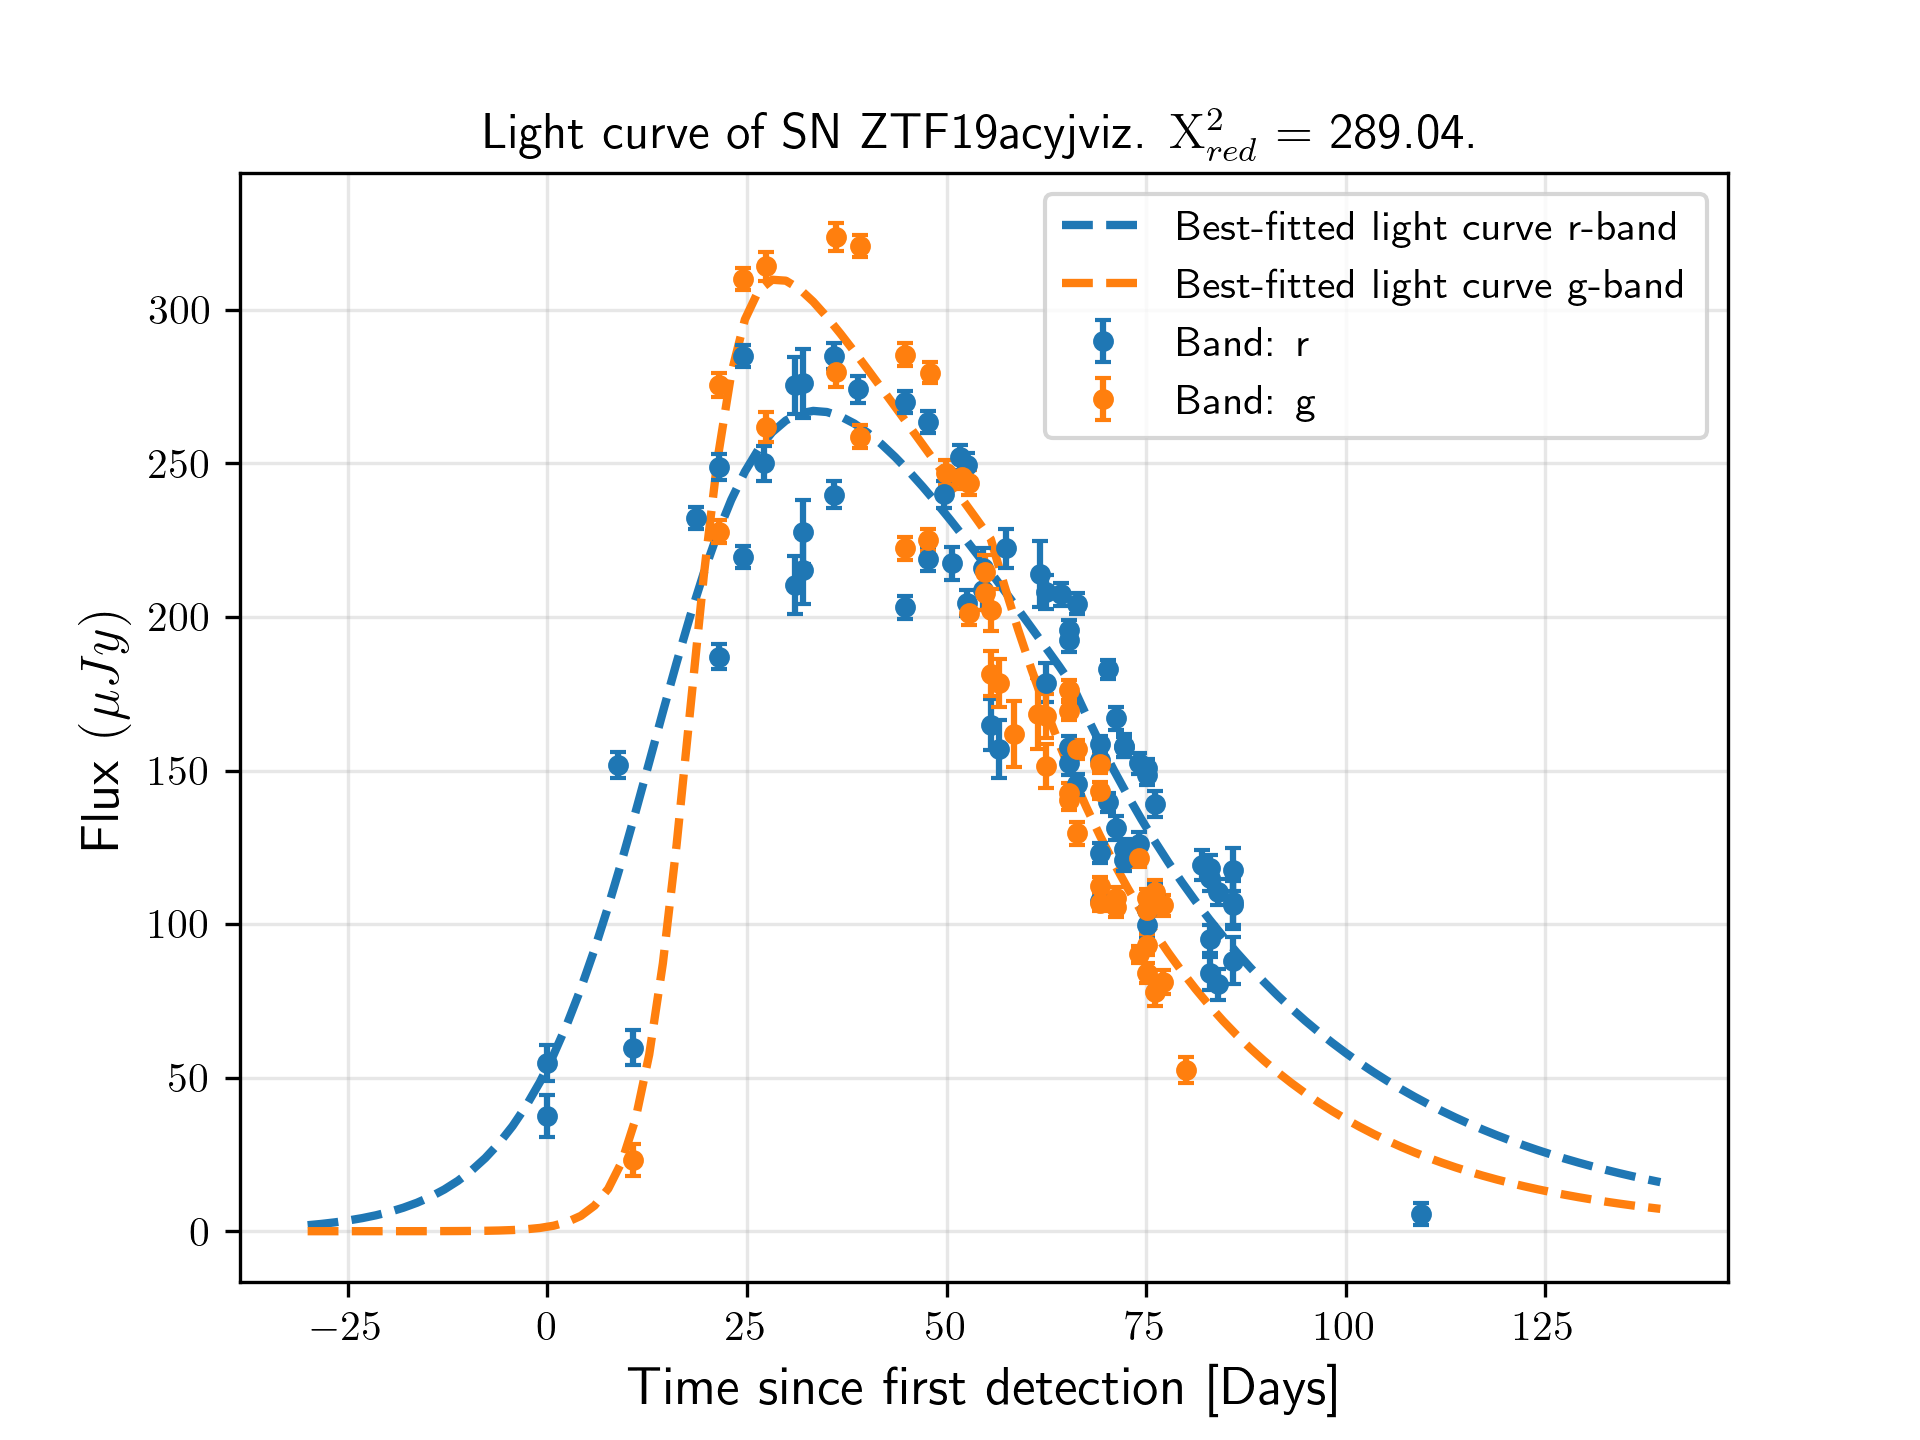 Light curve of SN ZTF19acyjviz. X²_red = 289.04.
Best-fitted light curve r-band
Best-fitted light curve g-band
Band: r
Band: g
Flux (μJy)
300
250
200
150
100
50
0
−25 0 25 50 75 100 125
Time since first detection [Days]